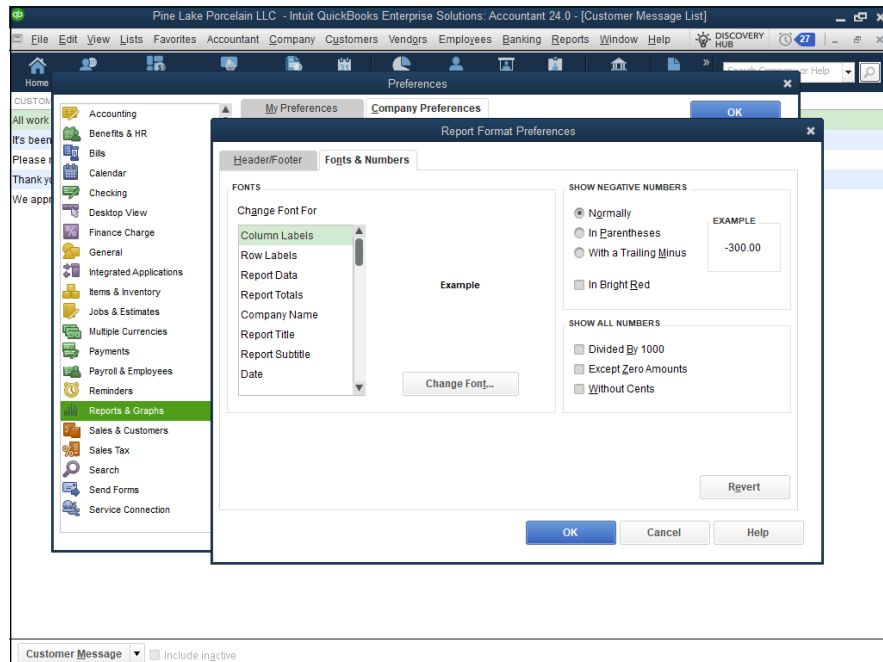 qb Pine Lake Porcelain LLC - Intuit QuickBooks Enterprise Solutions: Accountant 24.0 - [Customer Message List]
File Edit View Lists Favorites Accountant Company Customers Vendors Employees Banking Reports Window Help DISCOVERY HUB 27
Home » Search Company or Help
Preferences
CUSTOM
All work
It's been
Please
Thank yo
We appr
My Preferences Company Preferences OK
Accounting
Benefits & HR
Bills
Calendar
Checking
Desktop View
Finance Charge
General
Integrated Applications
Items & Inventory
Jobs & Estimates
Multiple Currencies
Payments
Payroll & Employees
Reminders
Reports & Graphs
Sales & Customers
Sales Tax
Search
Send Forms
Service Connection
Report Format Preferences
Header/Footer Fonts & Numbers
FONTS
Change Font For
Column Labels
Row Labels
Report Data
Report Totals
Company Name
Report Title
Report Subtitle
Date
Example
Change Font...
SHOW NEGATIVE NUMBERS
Normally
In Parentheses
With a Trailing Minus
In Bright Red
EXAMPLE
-300.00
SHOW ALL NUMBERS
Divided By 1000
Except Zero Amounts
Without Cents
Revert
OK Cancel Help
Customer Message Include inactive